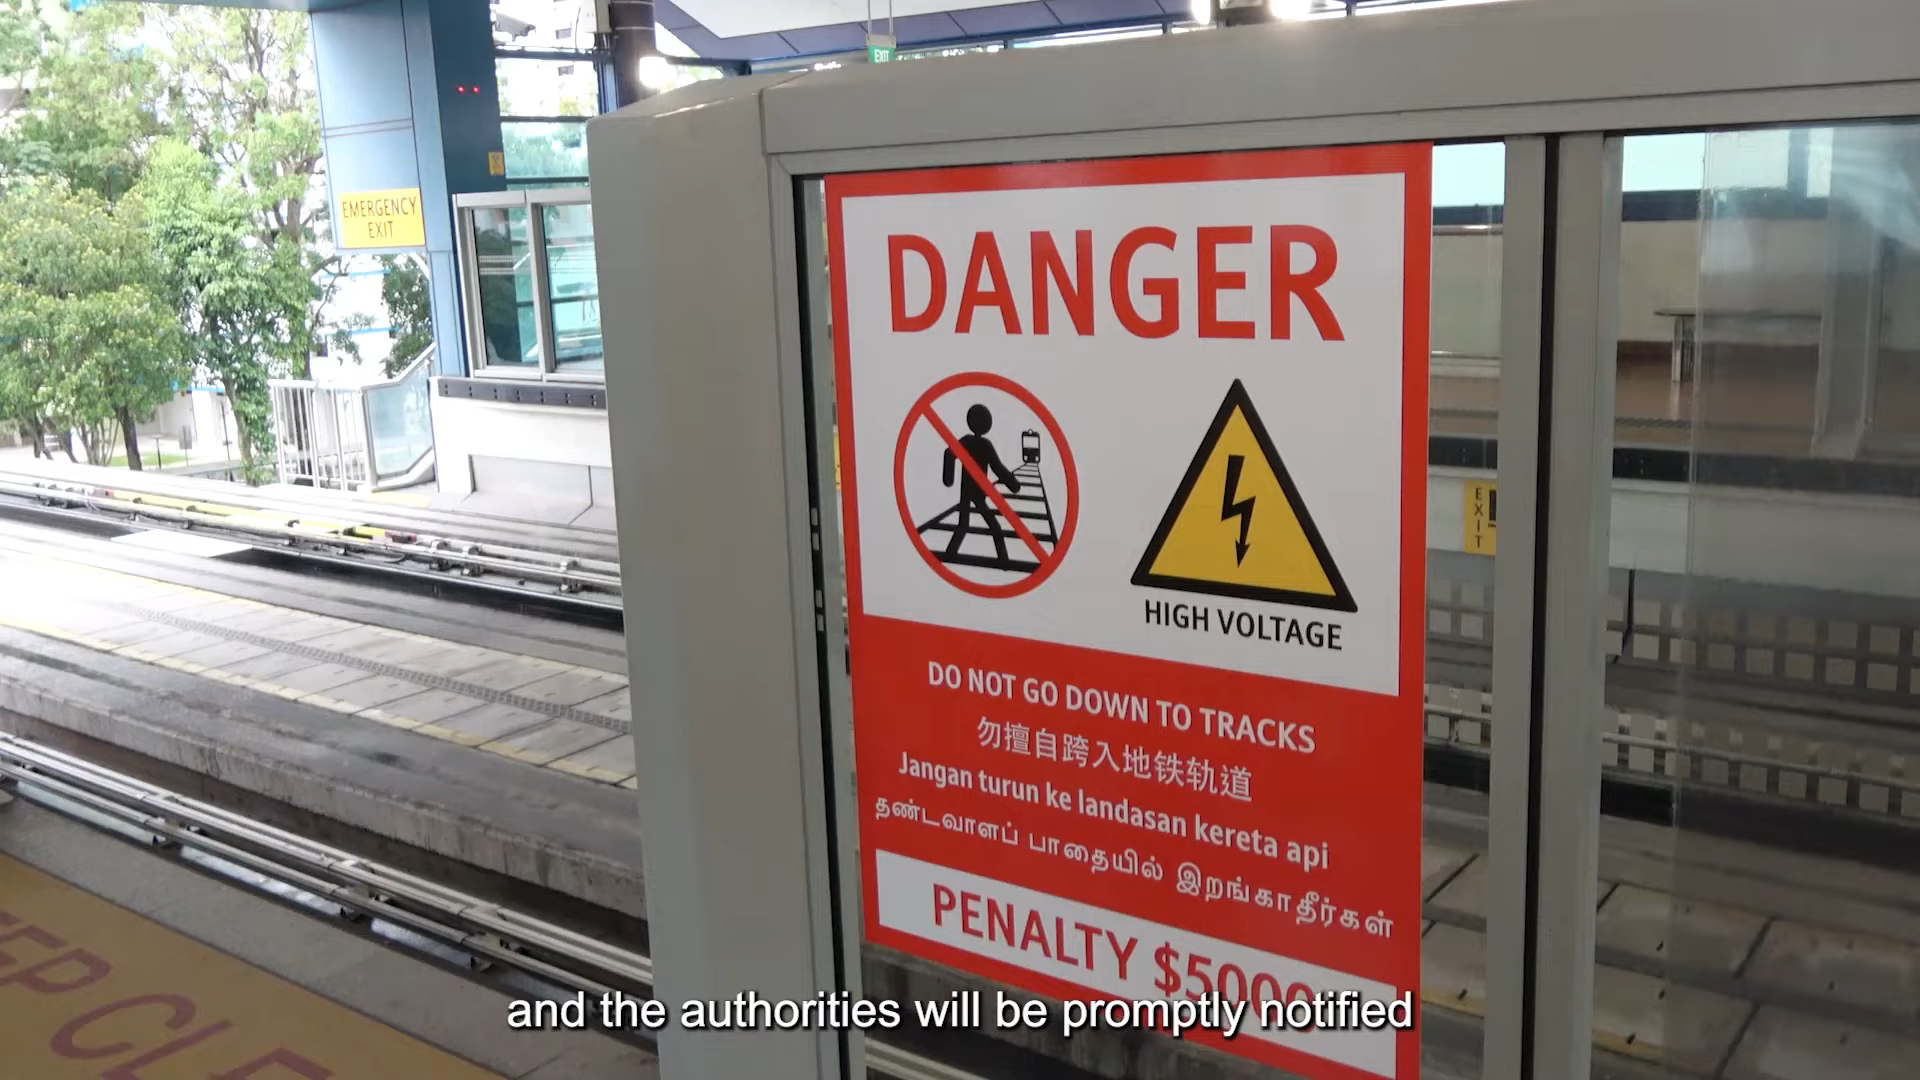 EXIT
EMERGENCY
EXIT
DANGER
HIGH VOLTAGE
DO NOT GO DOWN TO TRACKS
勿擅自跨入地铁轨道
Jangan turun ke landasan kereta api
தண்டவாளப் பாதையில் இறங்காதீர்கள்
PENALTY $5000
EXIT
and the authorities will be promptly notified